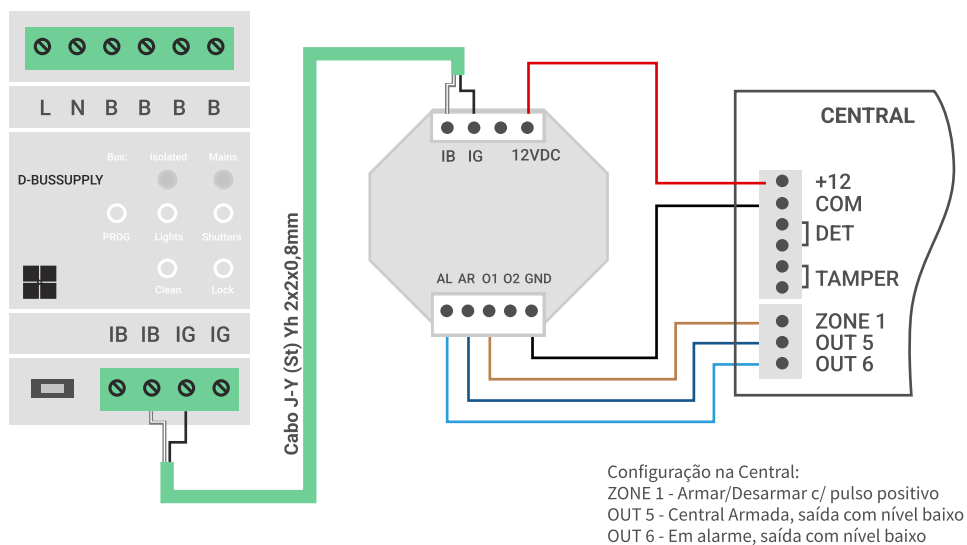 L N B B B B
Bus: Isolated Mains
D-BUSSUPPLY
PROG Lights Shutters
Clean Lock
IB IB IG IG
Cabo J-Y (St) Yh 2x2x0,8mm
IB IG 12VDC
AL AR O1 O2 GND
CENTRAL
+12
COM
DET
TAMPER
ZONE 1
OUT 5
OUT 6
Configuração na Central:
ZONE 1 - Armar/Desarmar c/ pulso positivo
OUT 5 - Central Armada, saída com nível baixo
OUT 6 - Em alarme, saída com nível baixo